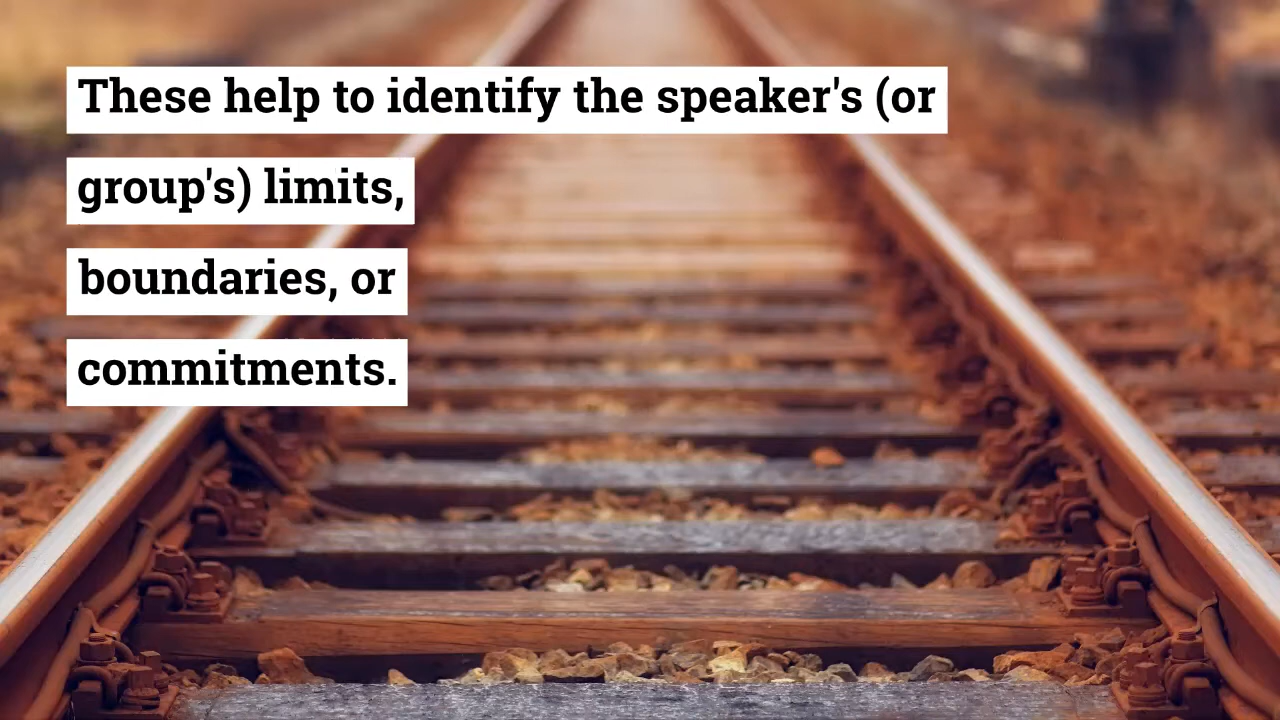 These help to identify the speaker's (or
group's) limits,
boundaries, or
commitments.